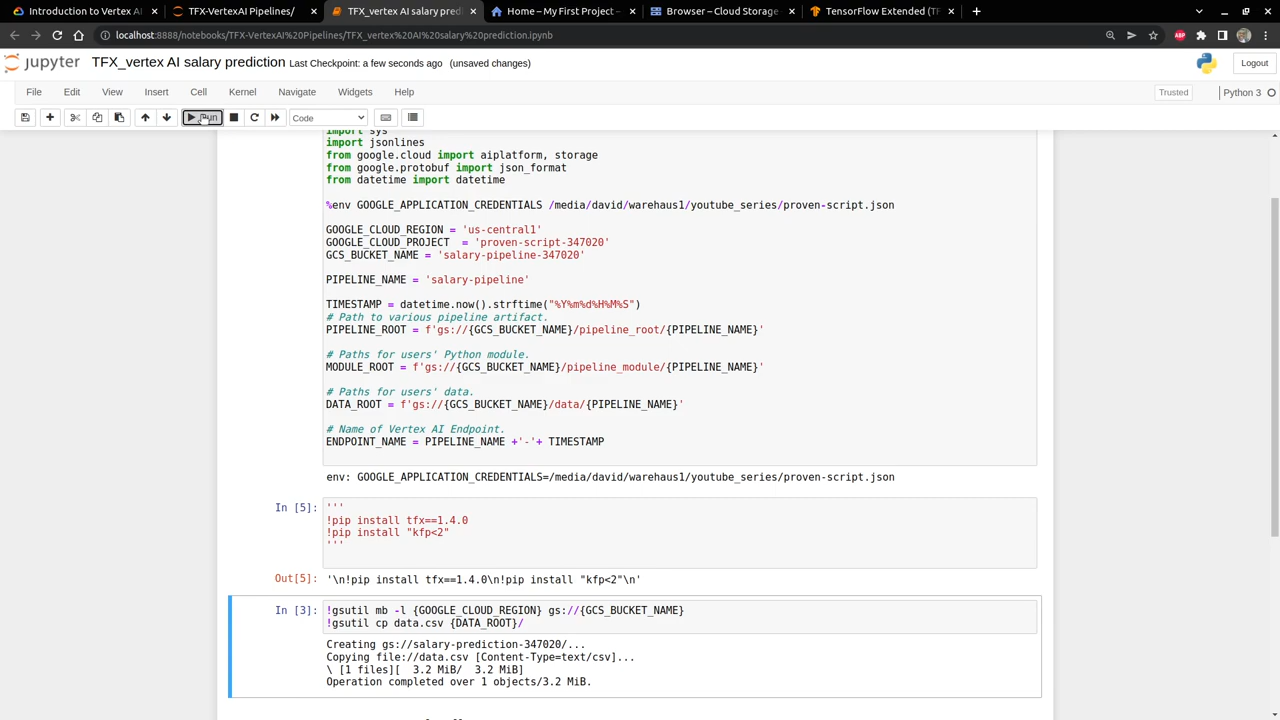 Introduction to Vertex AI
TFX-VertexAI Pipelines/
TFX_vertex AI salary pred
Home – My First Project –
Browser – Cloud Storage
TensorFlow Extended (TF
localhost:8888/notebooks/TFX-VertexAI%20Pipelines/TFX_vertex%20AI%20salary%20prediction.ipynb
ABP
jupyter TFX_vertex AI salary prediction Last Checkpoint: a few seconds ago (unsaved changes)
Logout
File Edit View Insert Cell Kernel Navigate Widgets Help
Trusted
Python 3
Run
Code
import sys
import jsonlines
from google.cloud import aiplatform, storage
from google.protobuf import json_format
from datetime import datetime
%env GOOGLE_APPLICATION_CREDENTIALS /media/david/warehaus1/youtube_series/proven-script.json
GOOGLE_CLOUD_REGION = 'us-central1'
GOOGLE_CLOUD_PROJECT  = 'proven-script-347020'
GCS_BUCKET_NAME = 'salary-pipeline-347020'
PIPELINE_NAME = 'salary-pipeline'
TIMESTAMP = datetime.now().strftime("%Y%m%d%H%M%S")
# Path to various pipeline artifact.
PIPELINE_ROOT = f'gs://{GCS_BUCKET_NAME}/pipeline_root/{PIPELINE_NAME}'
# Paths for users' Python module.
MODULE_ROOT = f'gs://{GCS_BUCKET_NAME}/pipeline_module/{PIPELINE_NAME}'
# Paths for users' data.
DATA_ROOT = f'gs://{GCS_BUCKET_NAME}/data/{PIPELINE_NAME}'
# Name of Vertex AI Endpoint.
ENDPOINT_NAME = PIPELINE_NAME +'-'+ TIMESTAMP
env: GOOGLE_APPLICATION_CREDENTIALS=/media/david/warehaus1/youtube_series/proven-script.json
In [5]: '''
!pip install tfx==1.4.0
!pip install "kfp<2"
'''
Out[5]: '\n!pip install tfx==1.4.0\n!pip install "kfp<2"\n'
In [3]: !gsutil mb -l {GOOGLE_CLOUD_REGION} gs://{GCS_BUCKET_NAME}
!gsutil cp data.csv {DATA_ROOT}/
Creating gs://salary-prediction-347020/...
Copying file://data.csv [Content-Type=text/csv]...
\ [1 files][  3.2 MiB/  3.2 MiB]
Operation completed over 1 objects/3.2 MiB.